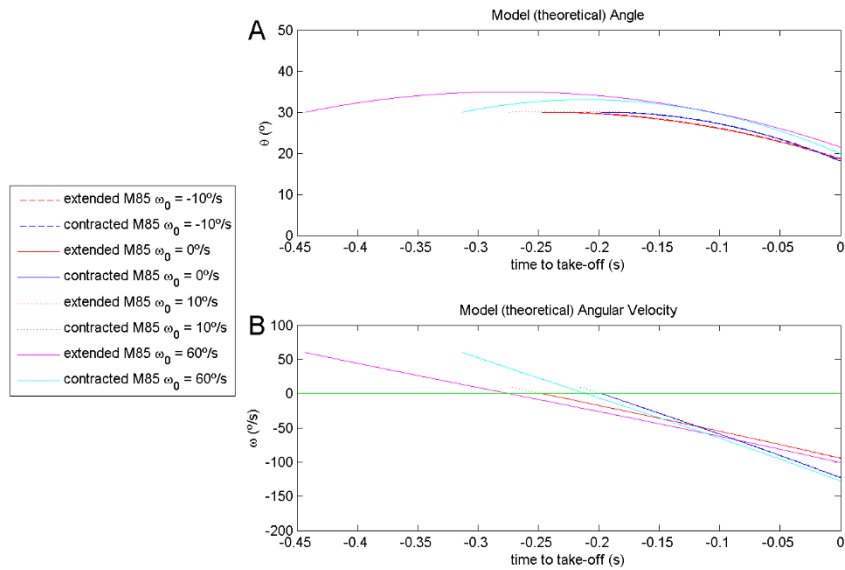 A
Model (theoretical) Angle
50
40
30
20
10
0
θ (º)
-0.45 -0.4 -0.35 -0.3 -0.25 -0.2 -0.15 -0.1 -0.05 0
time to take-off (s)
extended M85 ω0 = -10º/s
contracted M85 ω0 = -10º/s
extended M85 ω0 = 0º/s
contracted M85 ω0 = 0º/s
extended M85 ω0 = 10º/s
contracted M85 ω0 = 10º/s
extended M85 ω0 = 60º/s
contracted M85 ω0 = 60º/s
B
Model (theoretical) Angular Velocity
100
50
0
-50
-100
-150
-200
ω (º/s)
-0.45 -0.4 -0.35 -0.3 -0.25 -0.2 -0.15 -0.1 -0.05 0
time to take-off (s)